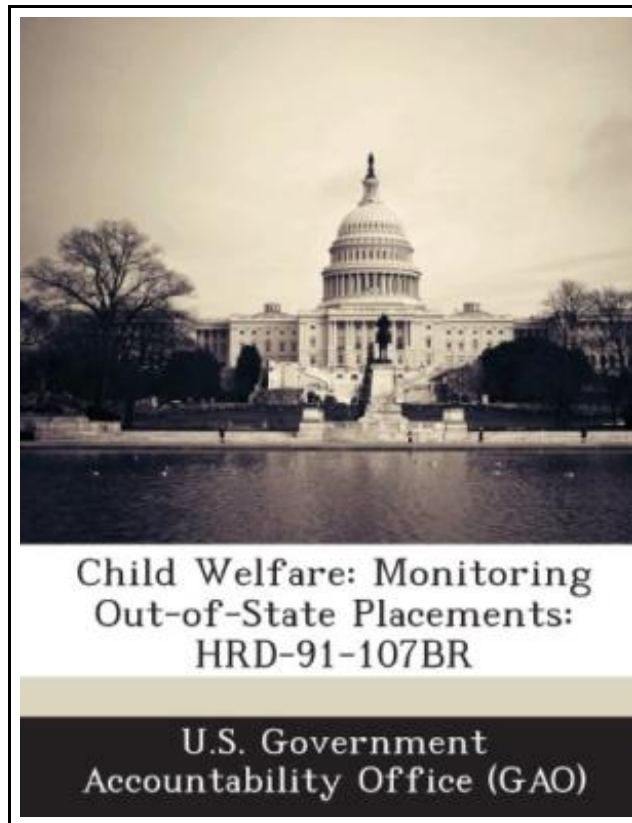 Child Welfare: Monitoring
Out-of-State Placements:
HRD-91-107BR
U.S. Government
Accountability Office (GAO)